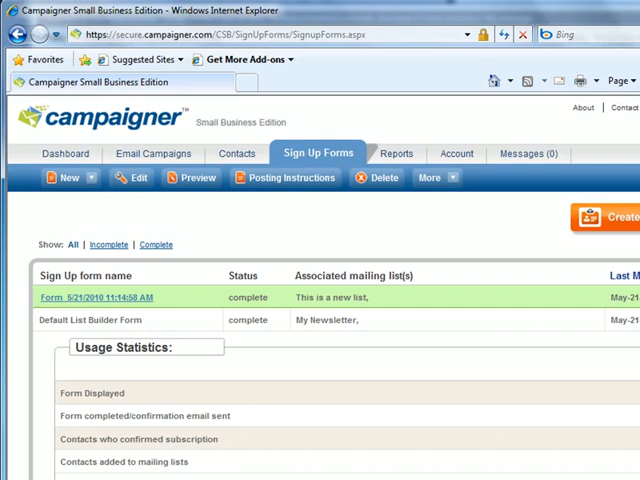 Campaigner Small Business Edition - Windows Internet Explorer
https://secure.campaigner.com/CSB/SignUpForms/SignupForms.aspx
Bing
Favorites Suggested Sites Get More Add-ons
Campaigner Small Business Edition
Page
campaigner™ Small Business Edition
About | Contact
Dashboard Email Campaigns Contacts Sign Up Forms Reports Account Messages (0)
New Edit Preview Posting Instructions Delete More
Create
Show: All | Incomplete | Complete
Sign Up form name Status Associated mailing list(s) Last M
Form 5/21/2010 11:14:58 AM complete This is a new list, May-21
Default List Builder Form complete My Newsletter, May-21
Usage Statistics:
Form Displayed
Form completed/confirmation email sent
Contacts who confirmed subscription
Contacts added to mailing lists